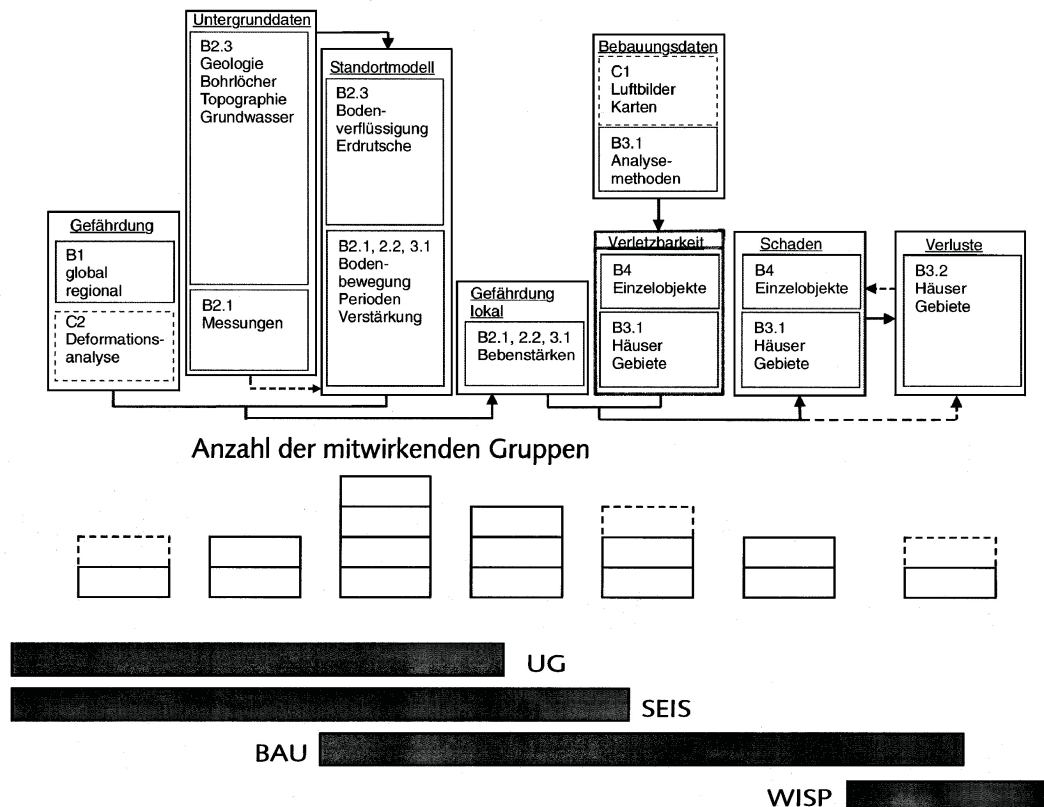 Untergrunddaten
B2.3
Geologie
Bohrlöcher
Topographie
Grundwasser
B2.1
Messungen
Standortmodell
B2.3
Boden-
verflüssigung
Erdrutsche
B2.1, 2.2, 3.1
Boden-
bewegung
Perioden
Verstärkung
Gefährdung
B1
global
regional
C2
Deformations-
analyse
Gefährdung
lokal
B2.1, 2.2, 3.1
Bebenstärken
Bebauungsdaten
C1
Luftbilder
Karten
B3.1
Analyse-
methoden
Verletzbarkeit
B4
Einzelobjekte
B3.1
Häuser
Gebiete
Schaden
B4
Einzelobjekte
B3.1
Häuser
Gebiete
Verluste
B3.2
Häuser
Gebiete
Anzahl der mitwirkenden Gruppen
UG
SEIS
BAU
WISP